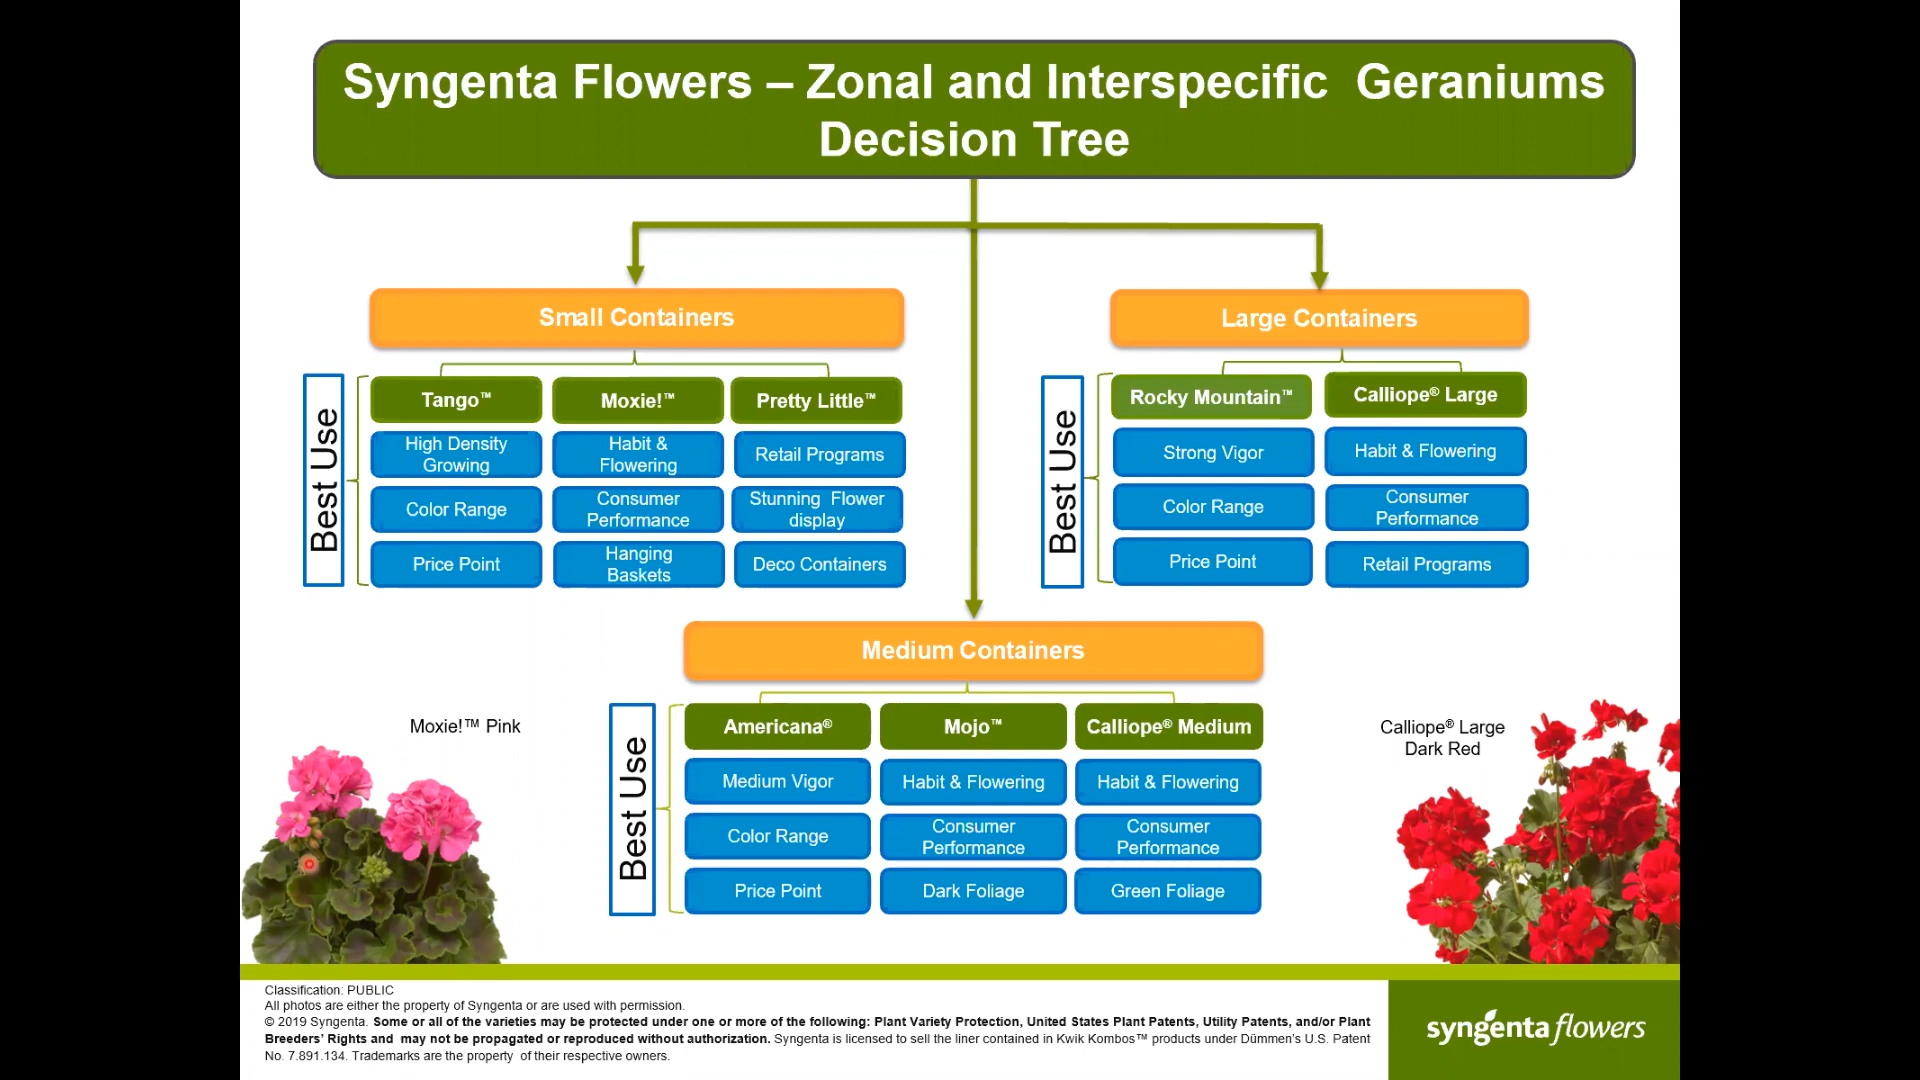 Syngenta Flowers – Zonal and Interspecific Geraniums
Decision Tree
Small Containers
Best Use
Tango™
High Density
Growing
Color Range
Price Point
Moxie!™
Habit &
Flowering
Consumer
Performance
Hanging
Baskets
Pretty Little™
Retail Programs
Stunning Flower
display
Deco Containers
Large Containers
Best Use
Rocky Mountain™
Strong Vigor
Color Range
Price Point
Calliope® Large
Habit & Flowering
Consumer
Performance
Retail Programs
Medium Containers
Best Use
Americana®
Medium Vigor
Color Range
Price Point
Mojo™
Habit & Flowering
Consumer
Performance
Dark Foliage
Calliope® Medium
Habit & Flowering
Consumer
Performance
Green Foliage
Moxie!™ Pink
Calliope® Large
Dark Red
Classification: PUBLIC
All photos are either the property of Syngenta or are used with permission.
© 2019 Syngenta. Some or all of the varieties may be protected under one or more of the following: Plant Variety Protection, United States Plant Patents, Utility Patents, and/or Plant
Breeders' Rights and may not be propagated or reproduced without authorization. Syngenta is licensed to sell the liner contained in Kwik Kombos™ products under Dümmen's U.S. Patent
No. 7.891.134. Trademarks are the property of their respective owners.
syngenta flowers